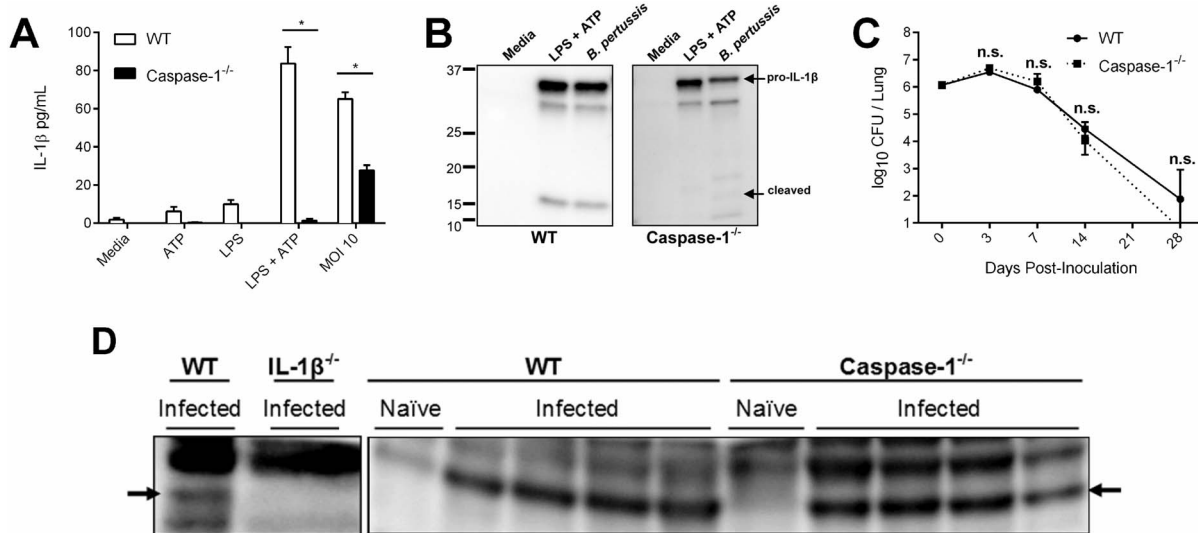 A
IL-1β pg/mL
100
80
60
40
20
0
WT
Caspase-1-/-
*
*
Media
ATP
LPS
LPS + ATP
MOI 10
B
Media
LPS + ATP
B. pertussis
Media
LPS + ATP
B. pertussis
37
25
20
15
10
pro-IL-1β
cleaved
WT
Caspase-1-/-
C
log10 CFU / Lung
8
7
6
5
4
3
2
1
n.s.
n.s.
n.s.
n.s.
WT
Caspase-1-/-
0
3
7
14
21
28
Days Post-Inoculation
D
WT
IL-1β-/-
WT
Caspase-1-/-
Infected
Infected
Naïve
Infected
Naïve
Infected